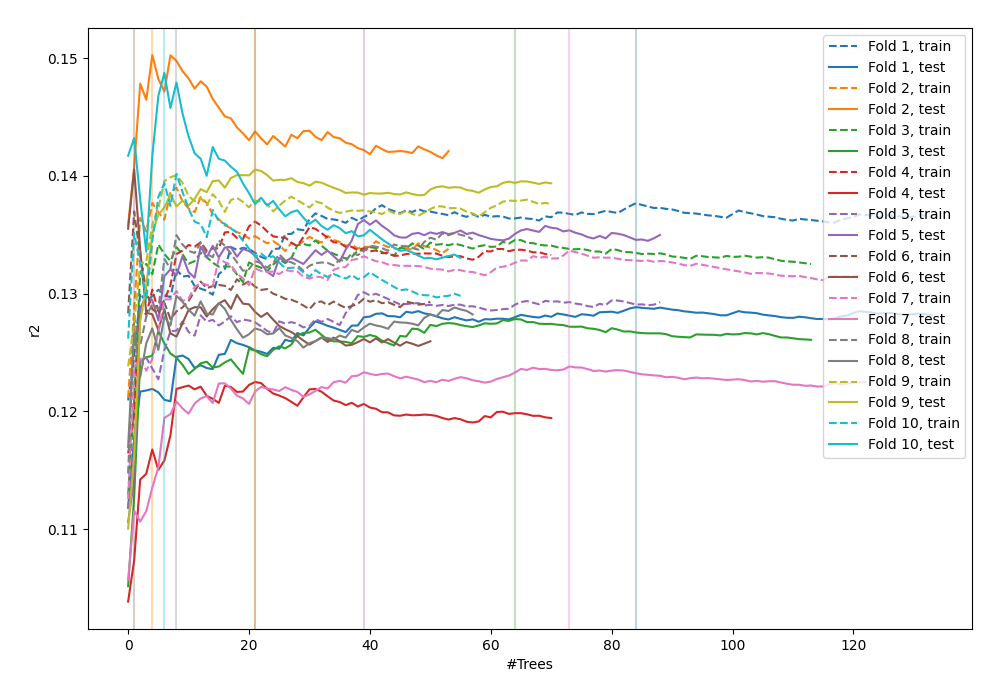 0.15
0.14
0.13
0.12
0.11
r2
0 20 40 60 80 100 120
#Trees
Fold 1, train
Fold 1, test
Fold 2, train
Fold 2, test
Fold 3, train
Fold 3, test
Fold 4, train
Fold 4, test
Fold 5, train
Fold 5, test
Fold 6, train
Fold 6, test
Fold 7, train
Fold 7, test
Fold 8, train
Fold 8, test
Fold 9, train
Fold 9, test
Fold 10, train
Fold 10, test